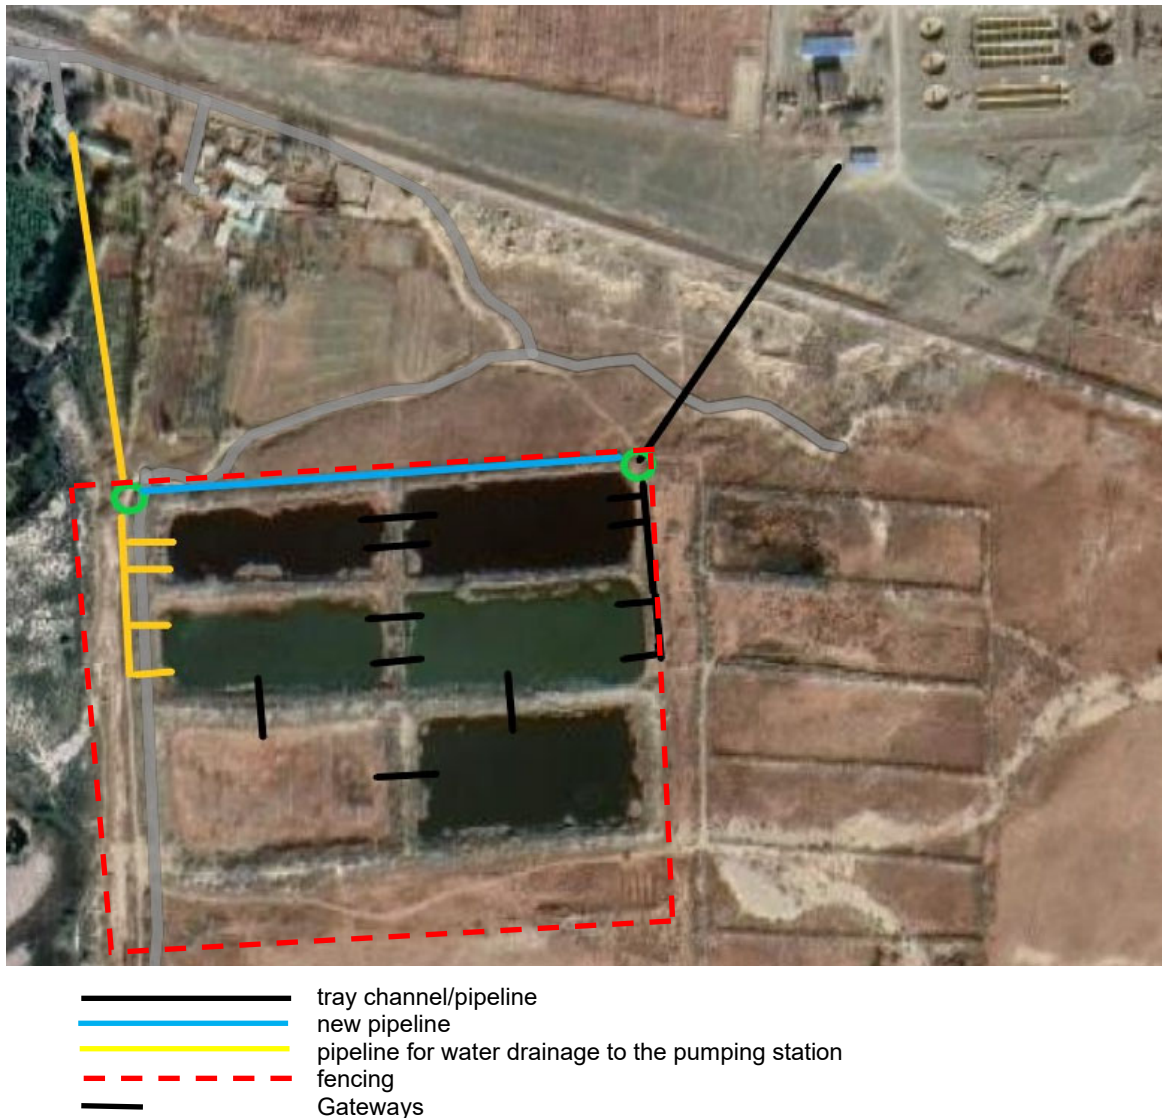 tray channel/pipeline
new pipeline
pipeline for water drainage to the pumping station
fencing
Gateways